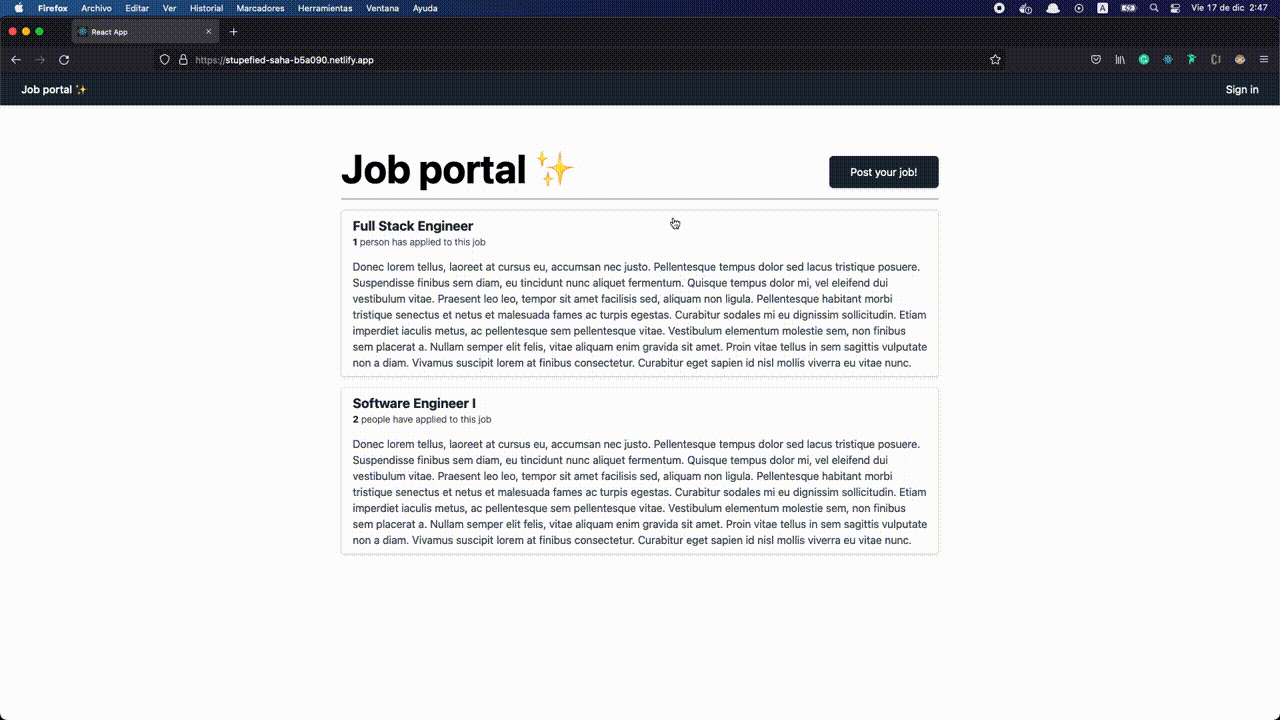 Firefox Archivo Editar Ver Historial Marcadores Herramientas Ventana Ayuda A Vie 17 de dic 2:47
React App
https://stupefied-saha-b5a090.netlify.app
Job portal ✨ Sign in
Job portal ✨
Post your job!
Full Stack Engineer
1 person has applied to this job
Donec lorem tellus, laoreet at cursus eu, accumsan nec justo. Pellentesque tempus dolor sed lacus tristique posuere.
Suspendisse finibus sem diam, eu tincidunt nunc aliquet fermentum. Quisque tempus dolor mi, vel eleifend dui
vestibulum vitae. Praesent leo leo, tempor sit amet facilisis sed, aliquam non ligula. Pellentesque habitant morbi
tristique senectus et netus et malesuada fames ac turpis egestas. Curabitur sodales mi eu dignissim sollicitudin. Etiam
imperdiet iaculis metus, ac pellentesque sem pellentesque vitae. Vestibulum elementum molestie sem, non finibus
sem placerat a. Nullam semper elit felis, vitae aliquam enim gravida sit amet. Proin vitae tellus in sem sagittis vulputate
non a diam. Vivamus suscipit lorem at finibus consectetur. Curabitur eget sapien id nisl mollis viverra eu vitae nunc.
Software Engineer I
2 people have applied to this job
Donec lorem tellus, laoreet at cursus eu, accumsan nec justo. Pellentesque tempus dolor sed lacus tristique posuere.
Suspendisse finibus sem diam, eu tincidunt nunc aliquet fermentum. Quisque tempus dolor mi, vel eleifend dui
vestibulum vitae. Praesent leo leo, tempor sit amet facilisis sed, aliquam non ligula. Pellentesque habitant morbi
tristique senectus et netus et malesuada fames ac turpis egestas. Curabitur sodales mi eu dignissim sollicitudin. Etiam
imperdiet iaculis metus, ac pellentesque sem pellentesque vitae. Vestibulum elementum molestie sem, non finibus
sem placerat a. Nullam semper elit felis, vitae aliquam enim gravida sit amet. Proin vitae tellus in sem sagittis vulputate
non a diam. Vivamus suscipit lorem at finibus consectetur. Curabitur eget sapien id nisl mollis viverra eu vitae nunc.